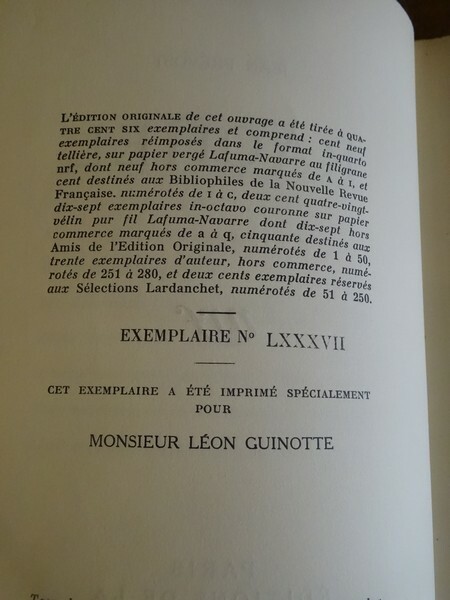 L'ÉDITION ORIGINALE de cet ouvrage a été tirée à QUA-
TRE CENT SIX exemplaires et comprend : cent neuf
exemplaires réimposés dans le format in-quarto
tellière, sur papier vergé Lafuma-Navarre au filigrane
nrf, dont neuf hors commerce marqués de A à I, et
cent destinés aux Bibliophiles de la Nouvelle Revue
Française. numérotés de I à C, deux cent quatre-vingt-
dix-sept exemplaires in-octavo couronne sur papier
vélin pur fil Lafuma-Navarre dont dix-sept hors
commerce marqués de a à q, cinquante destinés aux
Amis de l'Edition Originale, numérotés de 1 à 50,
trente exemplaires d'auteur, hors commerce, numé-
rotés de 251 à 280, et deux cents exemplaires réservés
aux Sélections Lardanchet, numérotés de 51 à 250.
EXEMPLAIRE Nº LXXXVII
CET EXEMPLAIRE A ÉTÉ IMPRIMÉ SPÉCIALEMENT
POUR
MONSIEUR LÉON GUINOTTE